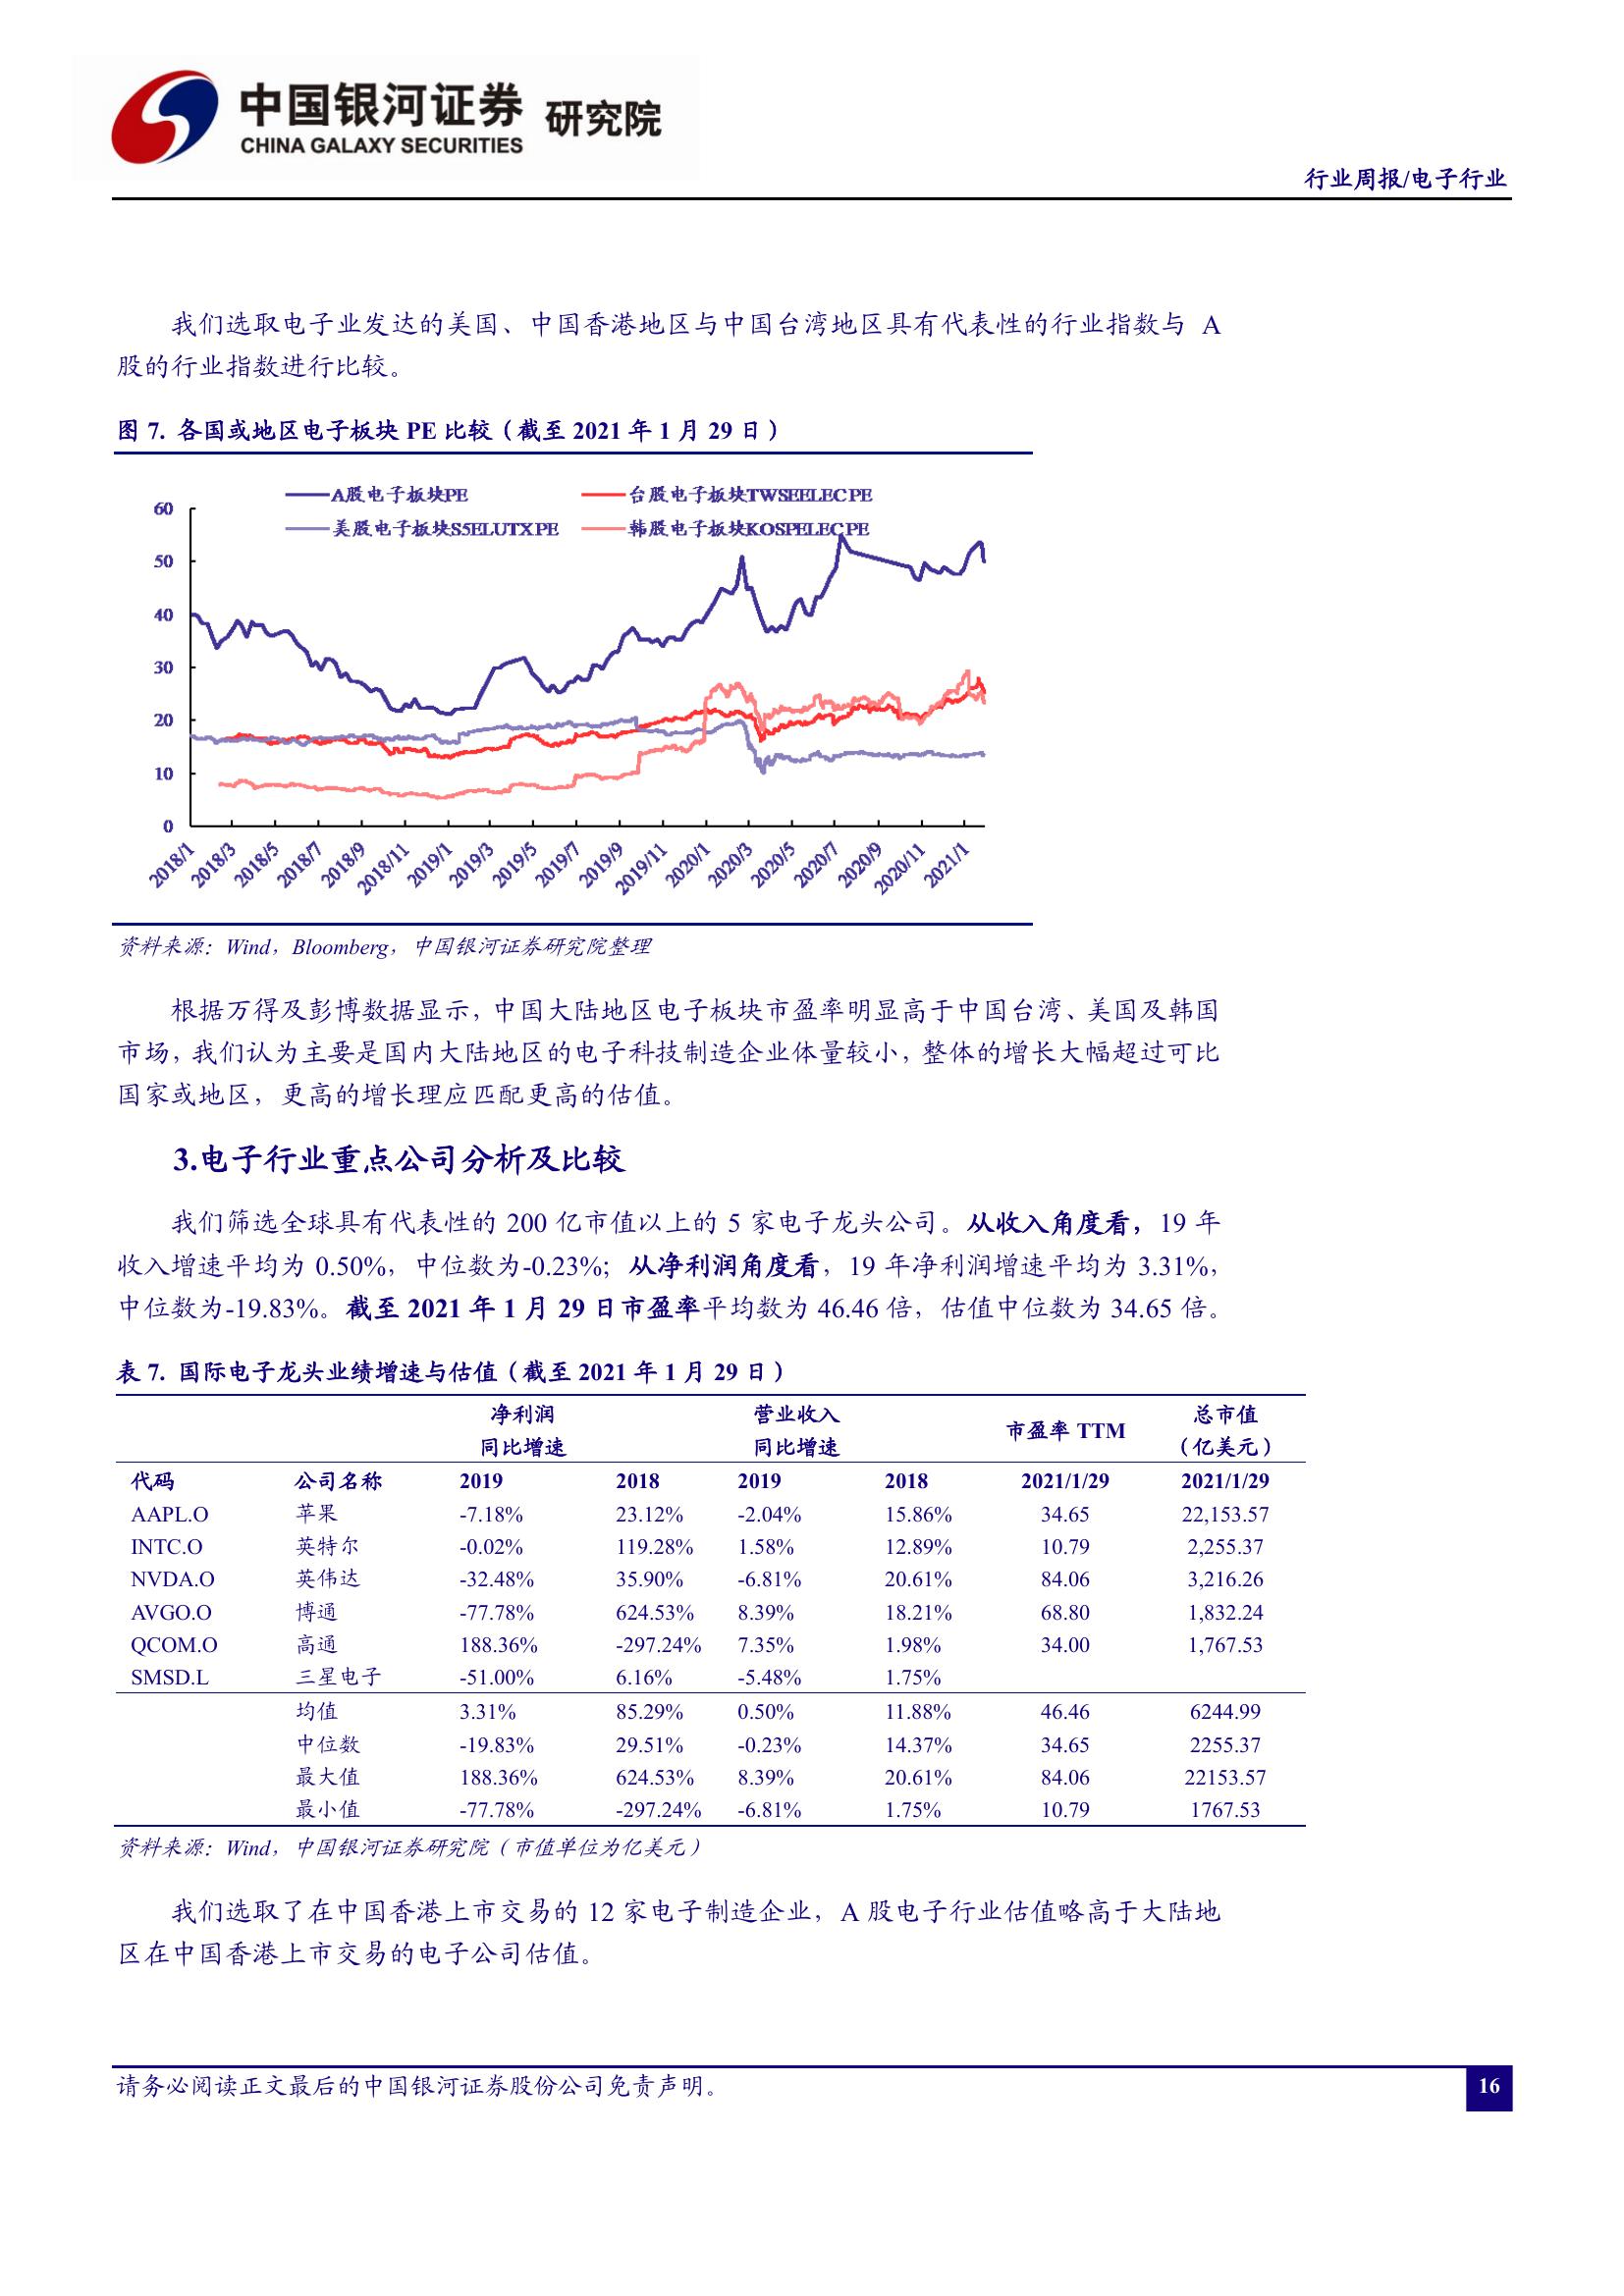 中国银河证券 研究院
CHINA GALAXY SECURITIES
行业周报/电子行业
我们选取电子业发达的美国、中国香港地区与中国台湾地区具有代表性的行业指数与 A
股的行业指数进行比较。
图 7. 各国或地区电子板块 PE 比较（截至 2021 年 1 月 29 日）
A股电子板块PE 台股电子板块TWSEELECPE
美股电子板块S5ELUTXPE 韩股电子板块KOSPELECPE
60
50
40
30
20
10
0
2018/1 2018/3 2018/5 2018/7 2018/9 2018/11 2019/1 2019/3 2019/5 2019/7 2019/9 2019/11 2020/1 2020/3 2020/5 2020/7 2020/9 2020/11 2021/1
资料来源：Wind，Bloomberg，中国银河证券研究院整理
根据万得及彭博数据显示，中国大陆地区电子板块市盈率明显高于中国台湾、美国及韩国
市场，我们认为主要是国内大陆地区的电子科技制造企业体量较小，整体的增长大幅超过可比
国家或地区，更高的增长理应匹配更高的估值。
3.电子行业重点公司分析及比较
我们筛选全球具有代表性的 200 亿市值以上的 5 家电子龙头公司。从收入角度看，19 年
收入增速平均为 0.50%，中位数为-0.23%；从净利润角度看，19 年净利润增速平均为 3.31%，
中位数为-19.83%。截至 2021 年 1 月 29 日市盈率平均数为 46.46 倍，估值中位数为 34.65 倍。
表 7. 国际电子龙头业绩增速与估值（截至 2021 年 1 月 29 日）
净利润 营业收入 市盈率 TTM 总市值
同比增速 同比增速 （亿美元）
代码 公司名称 2019 2018 2019 2018 2021/1/29 2021/1/29
AAPL.O 苹果 -7.18% 23.12% -2.04% 15.86% 34.65 22,153.57
INTC.O 英特尔 -0.02% 119.28% 1.58% 12.89% 10.79 2,255.37
NVDA.O 英伟达 -32.48% 35.90% -6.81% 20.61% 84.06 3,216.26
AVGO.O 博通 -77.78% 624.53% 8.39% 18.21% 68.80 1,832.24
QCOM.O 高通 188.36% -297.24% 7.35% 1.98% 34.00 1,767.53
SMSD.L 三星电子 -51.00% 6.16% -5.48% 1.75%
均值 3.31% 85.29% 0.50% 11.88% 46.46 6244.99
中位数 -19.83% 29.51% -0.23% 14.37% 34.65 2255.37
最大值 188.36% 624.53% 8.39% 20.61% 84.06 22153.57
最小值 -77.78% -297.24% -6.81% 1.75% 10.79 1767.53
资料来源：Wind，中国银河证券研究院（市值单位为亿美元）
我们选取了在中国香港上市交易的 12 家电子制造企业，A 股电子行业估值略高于大陆地
区在中国香港上市交易的电子公司估值。
请务必阅读正文最后的中国银河证券股份公司免责声明。
16